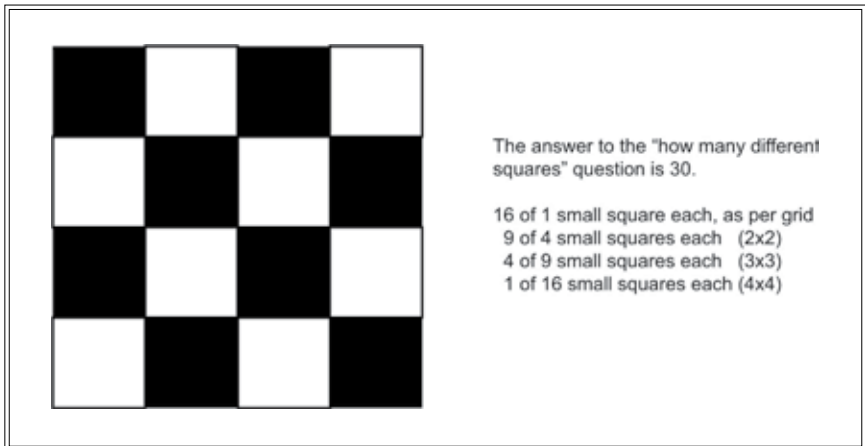 The answer to the “how many different
squares” question is 30.
16 of 1 small square each, as per grid
9 of 4 small squares each (2x2)
4 of 9 small squares each (3x3)
1 of 16 small squares each (4x4)